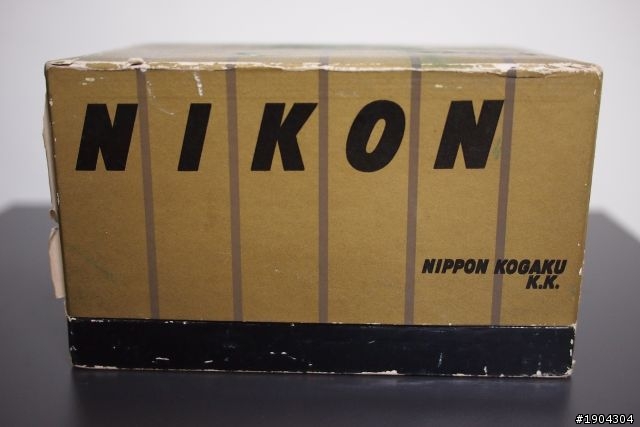 NIKON
NIPPON KOGAKU
K.K.
#1904304